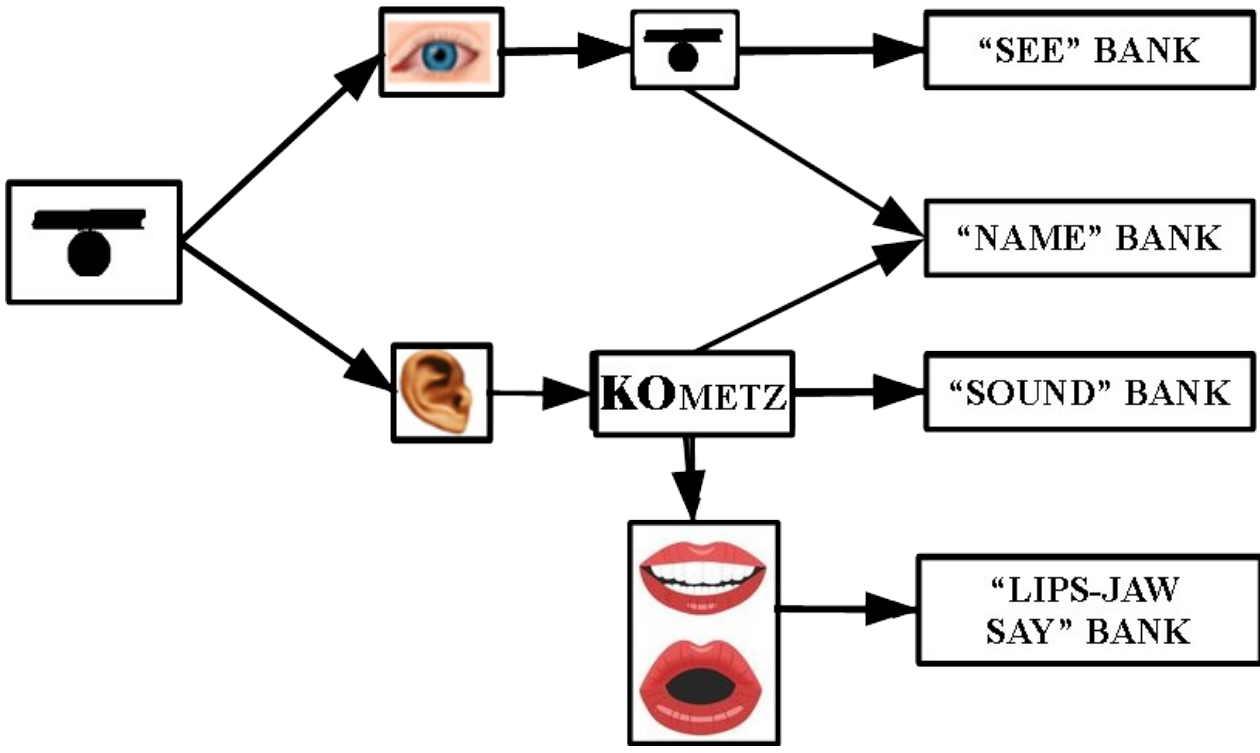 “SEE” BANK
“NAME” BANK
KOMETZ
“SOUND” BANK
“LIPS-JAW
SAY” BANK